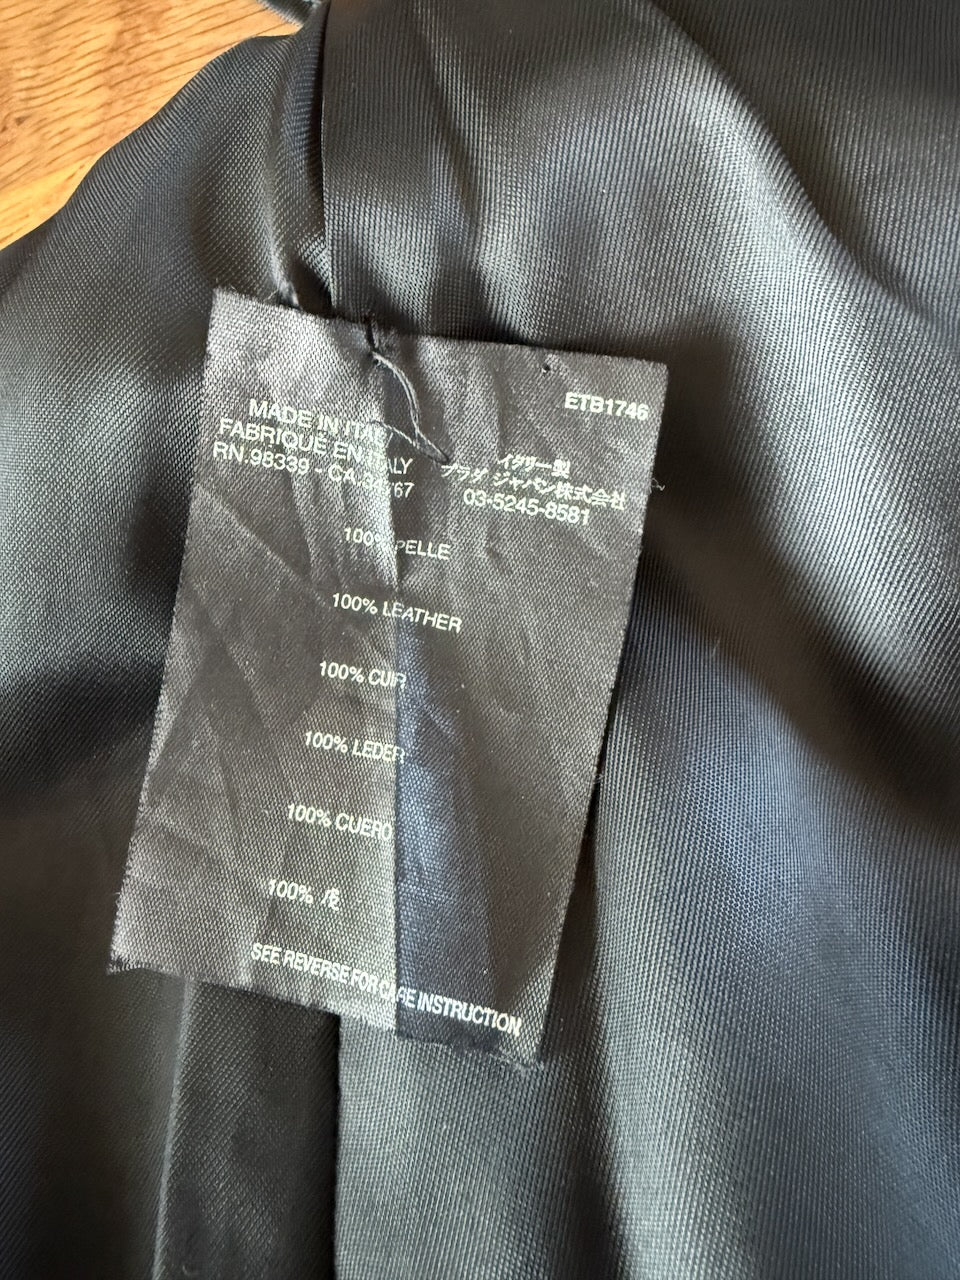 ETB1746
MADE IN ITALY
FABRIQUÉ EN ITALY
RN.98339 - CA.
イタリー製
プラダ ジャパン株式会社
03-5245-8581
100% PELLE
100% LEATHER
100% CUIR
100% LEDER
100% CUERO
100%
SEE REVERSE FOR CARE INSTRUCTION